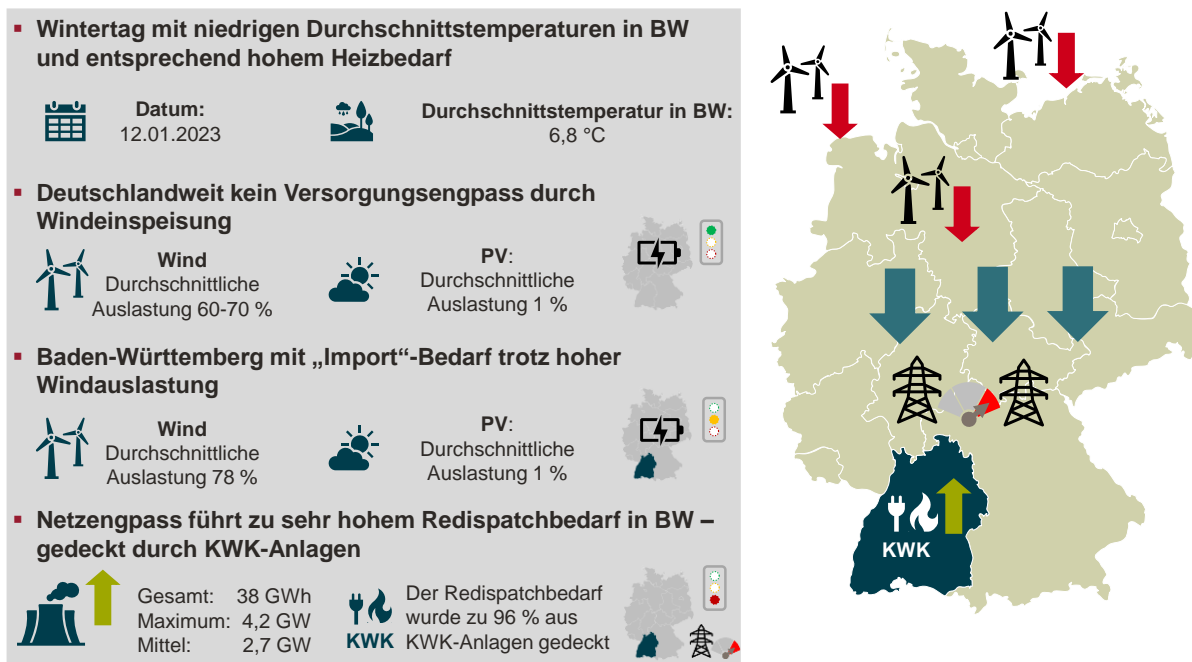 Wintertag mit niedrigen Durchschnittstemperaturen in BW
und entsprechend hohem Heizbedarf
Datum:
12.01.2023
Durchschnittstemperatur in BW:
6,8 °C
Deutschlandweit kein Versorgungsengpass durch
Windeinspeisung
Wind
Durchschnittliche
Auslastung 60-70 %
PV:
Durchschnittliche
Auslastung 1 %
Baden-Württemberg mit „Import“-Bedarf trotz hoher
Windauslastung
Wind
Durchschnittliche
Auslastung 78 %
PV:
Durchschnittliche
Auslastung 1 %
Netzengpass führt zu sehr hohem Redispatchbedarf in BW –
gedeckt durch KWK-Anlagen
Gesamt: 38 GWh
Maximum: 4,2 GW
Mittel: 2,7 GW
KWK
Der Redispatchbedarf
wurde zu 96 % aus
KWK-Anlagen gedeckt
KWK